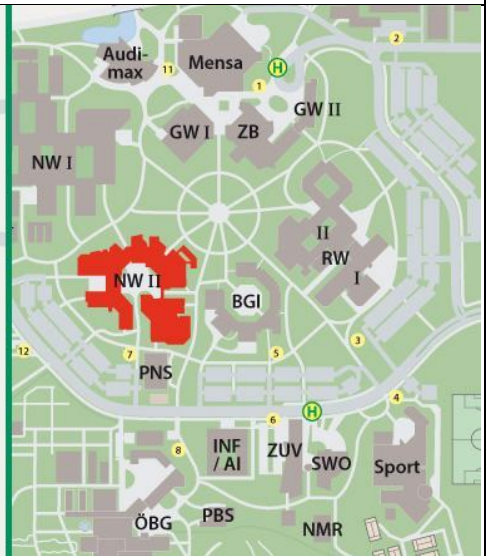 Audi-
max
Mensa
11
1
H
2
GW II
GW I
ZB
NW I
II
RW
I
NW II
BGI
12
7
5
3
PNS
4
H
6
8
INF
/ AI
ZUV
SWO
Sport
ÖBG
PBS
NMR